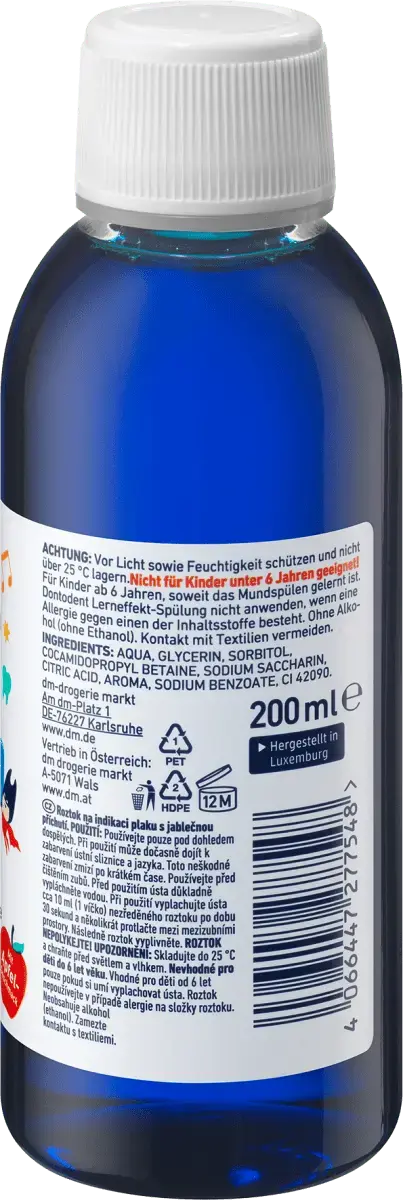 ACHTUNG: Vor Licht sowie Feuchtigkeit schützen und nicht
über 25 °C lagern. Nicht für Kinder unter 6 Jahren geeignet!
Für Kinder ab 6 Jahren, soweit das Mundspülen gelernt ist.
Dontodent Lerneffekt-Spülung nicht anwenden, wenn eine
Allergie gegen einen der Inhaltsstoffe besteht. Ohne Alko-
hol (ohne Ethanol). Kontakt mit Textilien vermeiden.
INGREDIENTS: AQUA, GLYCERIN, SORBITOL,
COCAMIDOPROPYL BETAINE, SODIUM SACCHARIN,
CITRIC ACID, AROMA, SODIUM BENZOATE, CI 42090.
dm-drogerie markt
Am dm-Platz 1
DE-76227 Karlsruhe
www.dm.de
Vertrieb in Österreich:
dm drogerie markt
A-5071 Wals
www.dm.at
1
PET
2
HDPE
12 M
200 ml e
Hergestellt in
Luxemburg
CZ Roztok na indikaci plaku s jablečnou
příchutí. POUŽITÍ: Používejte pouze pod dohledem
dospělých. Při použití může dočasně dojít k
zabarvení ústní sliznice a jazyka. Toto neškodné
zabarvení zmizí po krátkém čase. Používejte před
čištěním zubů. Před použitím ústa důkladně
vypláchněte vodou. Při použití vyplachujte ústa
cca 10 ml (1 víčko) nezředěného roztoku po dobu
30 sekund a několikrát protlačte mezi mezizubními
prostory. Následně roztok vyplivněte. ROZTOK
NEPOLYKEJTE! UPOZORNĚNÍ: Skladujte do 25 °C
a chraňte před světlem a vlhkem. Nevhodné pro
děti do 6 let věku. Vhodné pro děti od 6 let
pouze pokud si umí vyplachovat ústa. Roztok
nepoužívejte v případě alergie na složky roztoku.
Neobsahuje alkohol
(ethanol). Zamezte
kontaktu s textiliemi.
4 066447 277548 >
Apfel-